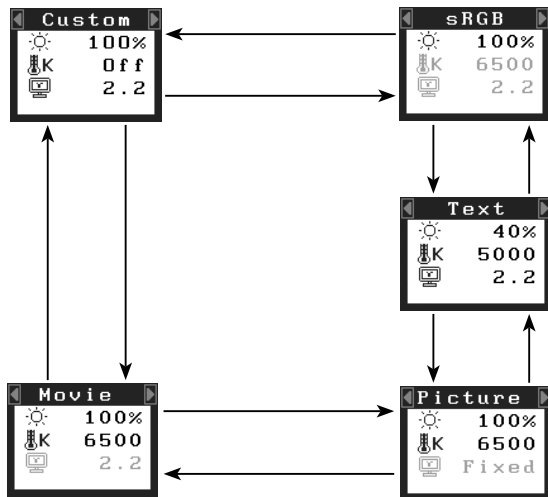 Custom
100%
K Off
2.2
sRGB
100%
K 6500
2.2
Text
40%
K 5000
2.2
Movie
100%
K 6500
2.2
Picture
100%
K 6500
Fixed